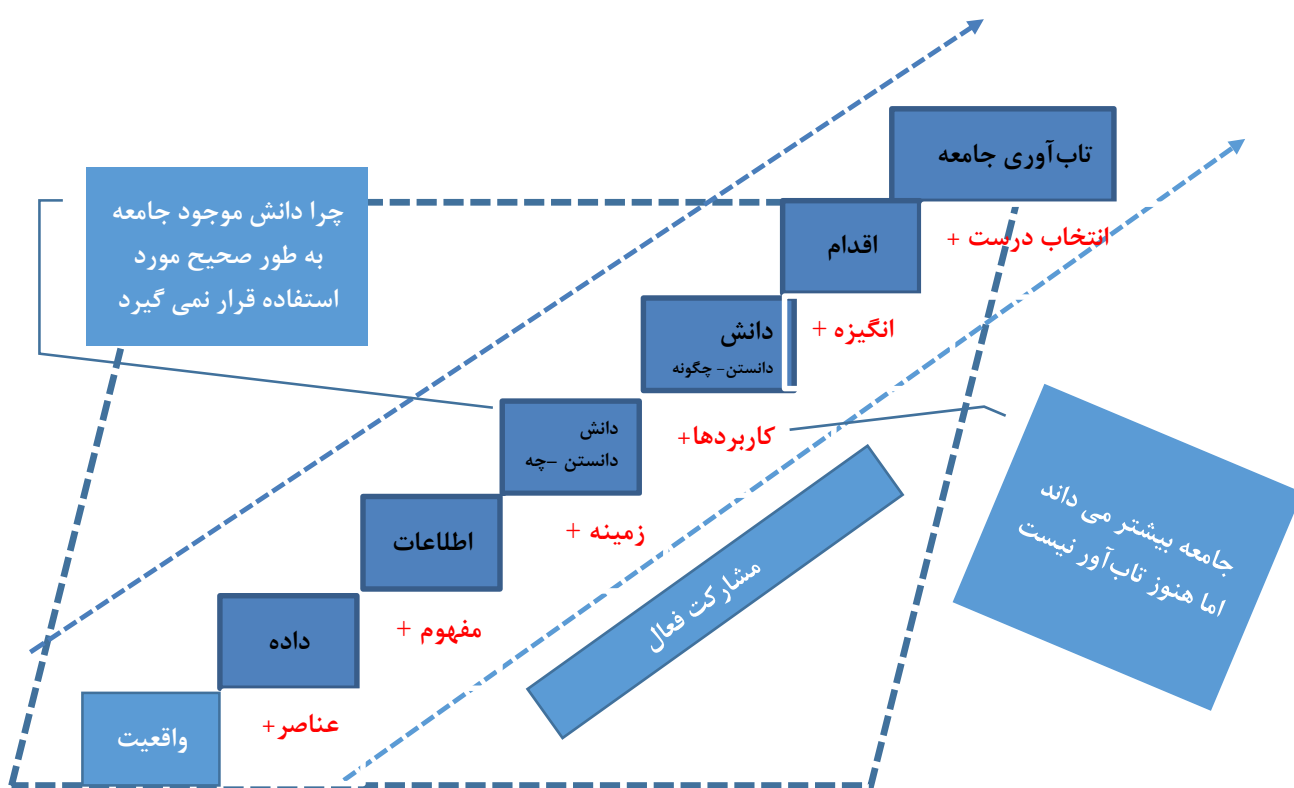 تاب‌آوری جامعه
چرا دانش موجود جامعه
به طور صحیح مورد
استفاده قرار نمی گیرد
اقدام
انتخاب درست +
دانش
دانستن- چگونه
انگیزه +
دانش
دانستن –چه
کاربردها+
جامعه بیشتر می داند
اما هنوز تاب‌آور نیست
اطلاعات
زمینه +
مشارکت فعال
داده
مفهوم +
واقعیت
عناصر+